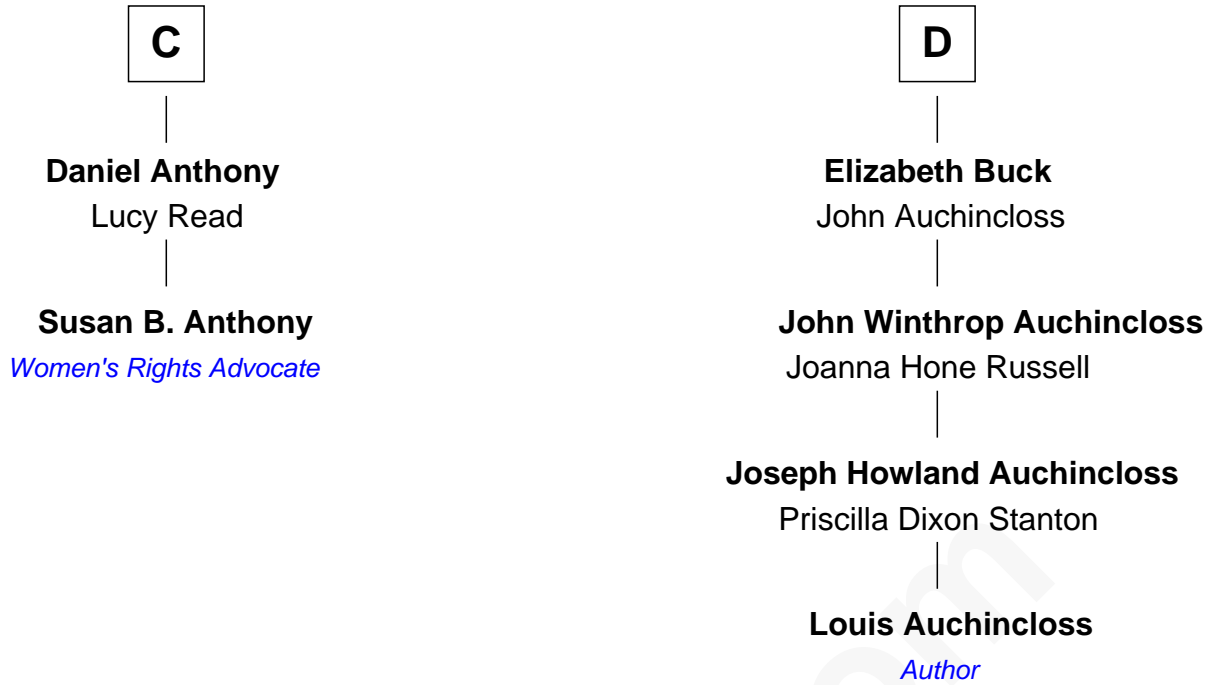 C
Daniel Anthony
Lucy Read
Susan B. Anthony
Women's Rights Advocate
D
Elizabeth Buck
John Auchincloss
John Winthrop Auchincloss
Joanna Hone Russell
Joseph Howland Auchincloss
Priscilla Dixon Stanton
Louis Auchincloss
Author